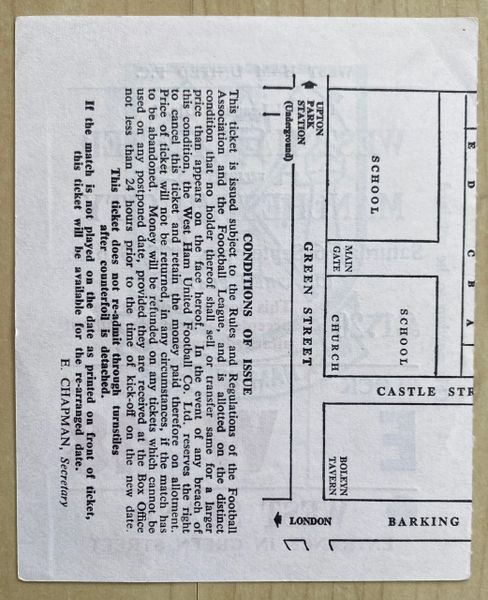 E D C B A
SCHOOL
SCHOOL
CASTLE STR
BARKING
MAIN
GATE
CHURCH
BOLEYN
TAVERN
UPTON
PARK
STATION
(Underground)
GREEN STREET
LONDON
CONDITIONS OF ISSUE
This ticket is issued subject to the Rules and Regulations of the Football
Association and the Foootball League, and is allotted on the distinct
condition that no holder thereof shall sell or transfer same for a larger
price than appears on the face hereof. In the event of any breach of
this condition, the West Ham United Football Co. Ltd. reserves the right
to cancel this ticket and retain the money paid therefore on allotment.
Price of ticket will not be returned, in any circumstances, if the match has
to be abandoned. Money will be refunded on any tickets which cannot be
used on any postponed date, provided they are received at the Box Office
not less than 24 hours prior to the time of kick-off on the new date.
This ticket does not re-admit through turnstiles
after counterfoil is detached.
If the match is not played on the date as printed on front of ticket,
this ticket will be available for the re-arranged date.
E. CHAPMAN, Secretary